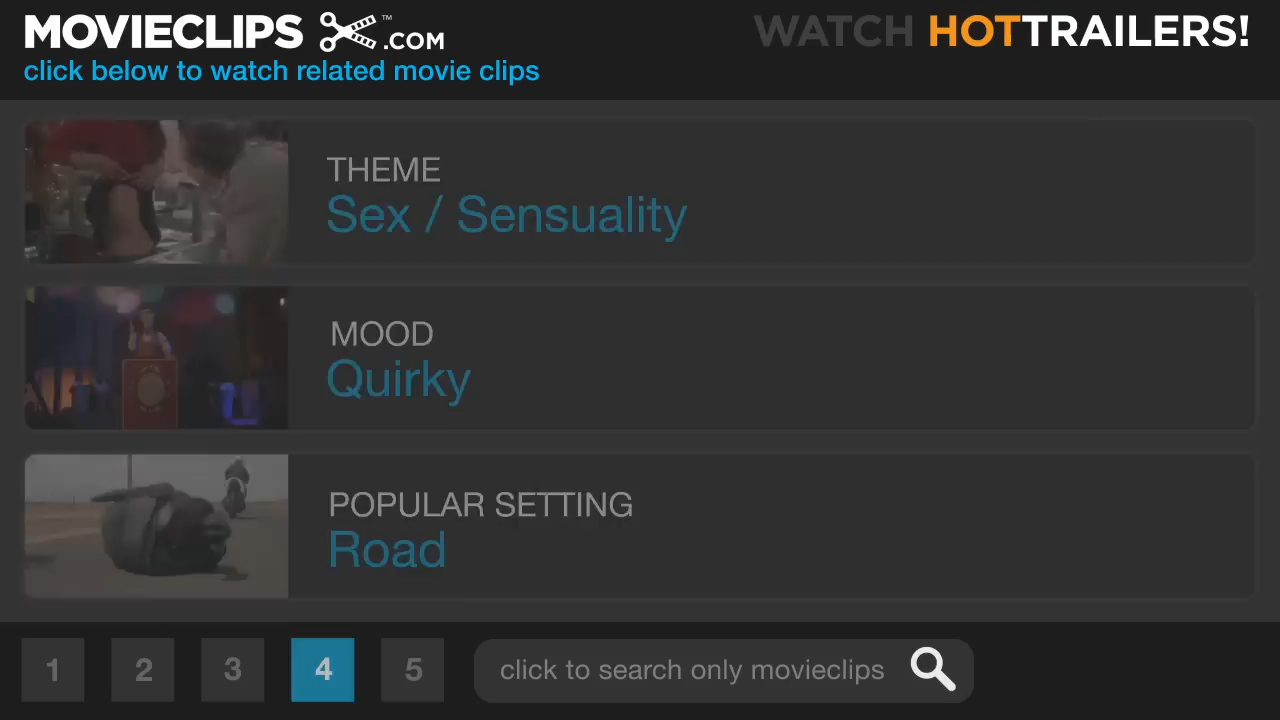 MOVIECLIPS ™.COM
WATCH HOTTRAILERS!
click below to watch related movie clips
THEME
Sex / Sensuality
MOOD
Quirky
POPULAR SETTING
Road
1 2 3 4 5 click to search only movieclips